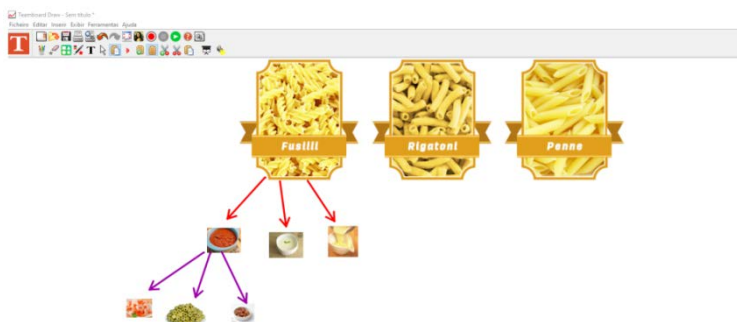 Teamboard Draw - Sem título *
Ficheiro Editar Inserir Exibir Ferramentas Ajuda
T
T
Fusilli Rigatoni Penne